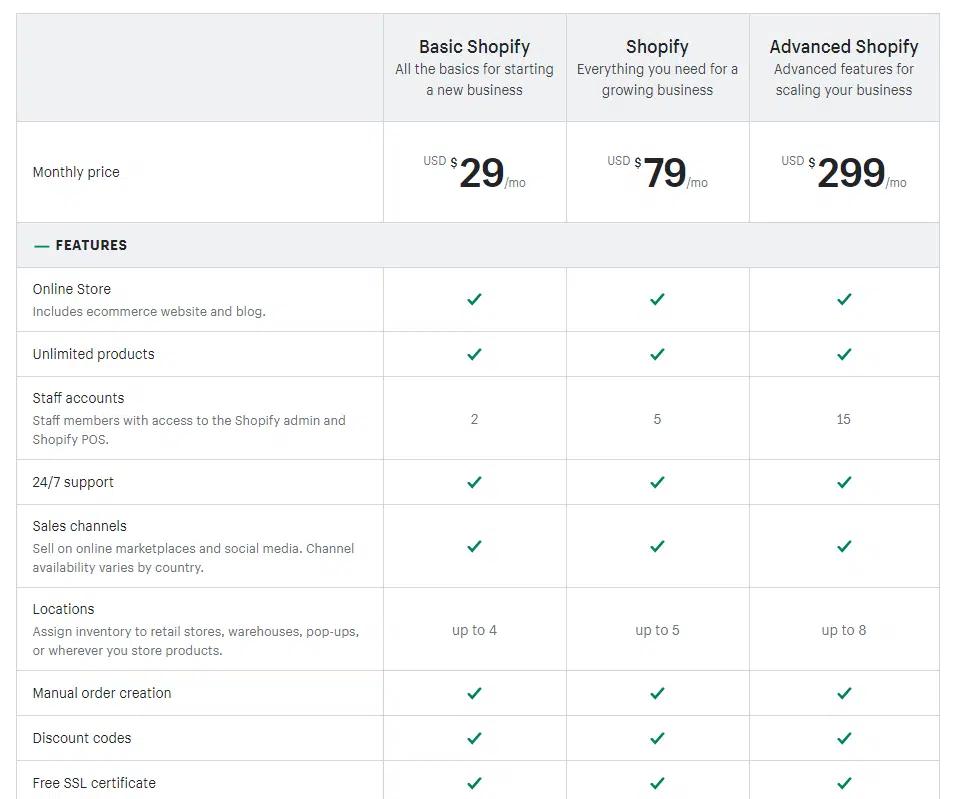 Basic Shopify
All the basics for starting
a new business
Shopify
Everything you need for a
growing business
Advanced Shopify
Advanced features for
scaling your business
Monthly price
USD $29/mo
USD $79/mo
USD $299/mo
— FEATURES
Online Store
Includes ecommerce website and blog.
✓ ✓ ✓
Unlimited products
✓ ✓ ✓
Staff accounts
Staff members with access to the Shopify admin and
Shopify POS.
2
5
15
24/7 support
✓ ✓ ✓
Sales channels
Sell on online marketplaces and social media. Channel
availability varies by country.
✓ ✓ ✓
Locations
Assign inventory to retail stores, warehouses, pop-ups,
or wherever you store products.
up to 4
up to 5
up to 8
Manual order creation
✓ ✓ ✓
Discount codes
✓ ✓ ✓
Free SSL certificate
✓ ✓ ✓